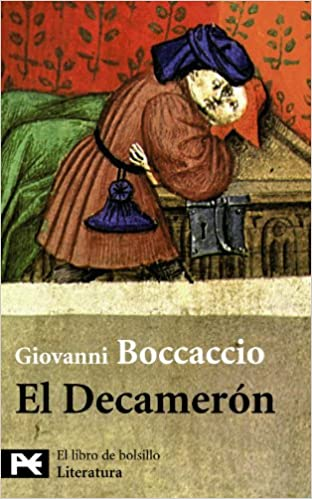 Giovanni Boccaccio
El Decamerón
El libro de bolsillo
Literatura